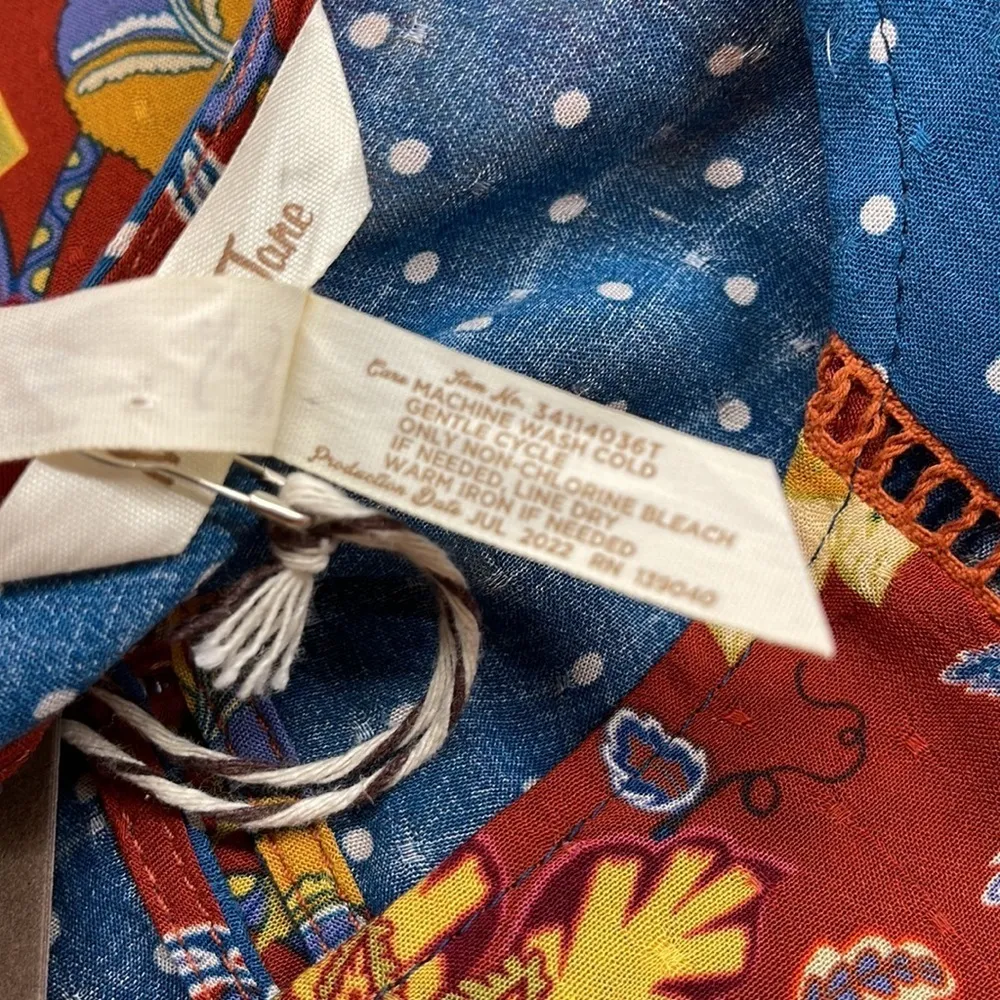 Jane
Item No. 34114036T
Care MACHINE WASH COLD
GENTLE CYCLE
ONLY NON-CHLORINE BLEACH
IF NEEDED, LINE DRY
WARM IRON IF NEEDED
Production Date JUL 2022 RN 139040